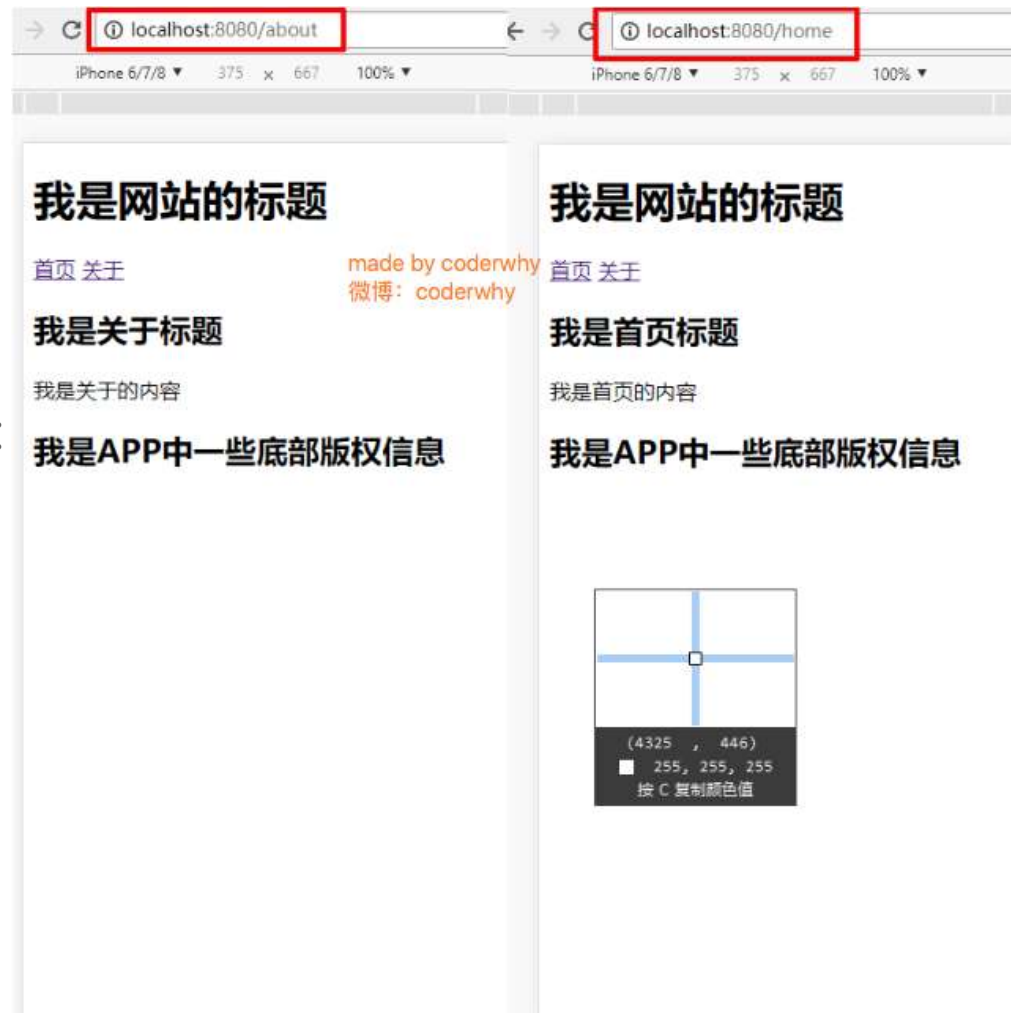 localhost:8080/about
iPhone 6/7/8 ▼ 375 x 667 100% ▼
我是网站的标题
首页 关于
我是关于标题
我是关于的内容
我是APP中一些底部版权信息
made by coderwhy
微博：coderwhy
localhost:8080/home
iPhone 6/7/8 ▼ 375 x 667 100% ▼
我是网站的标题
首页 关于
我是首页标题
我是首页的内容
我是APP中一些底部版权信息
(4325 , 446)
255, 255, 255
按 C 复制颜色值